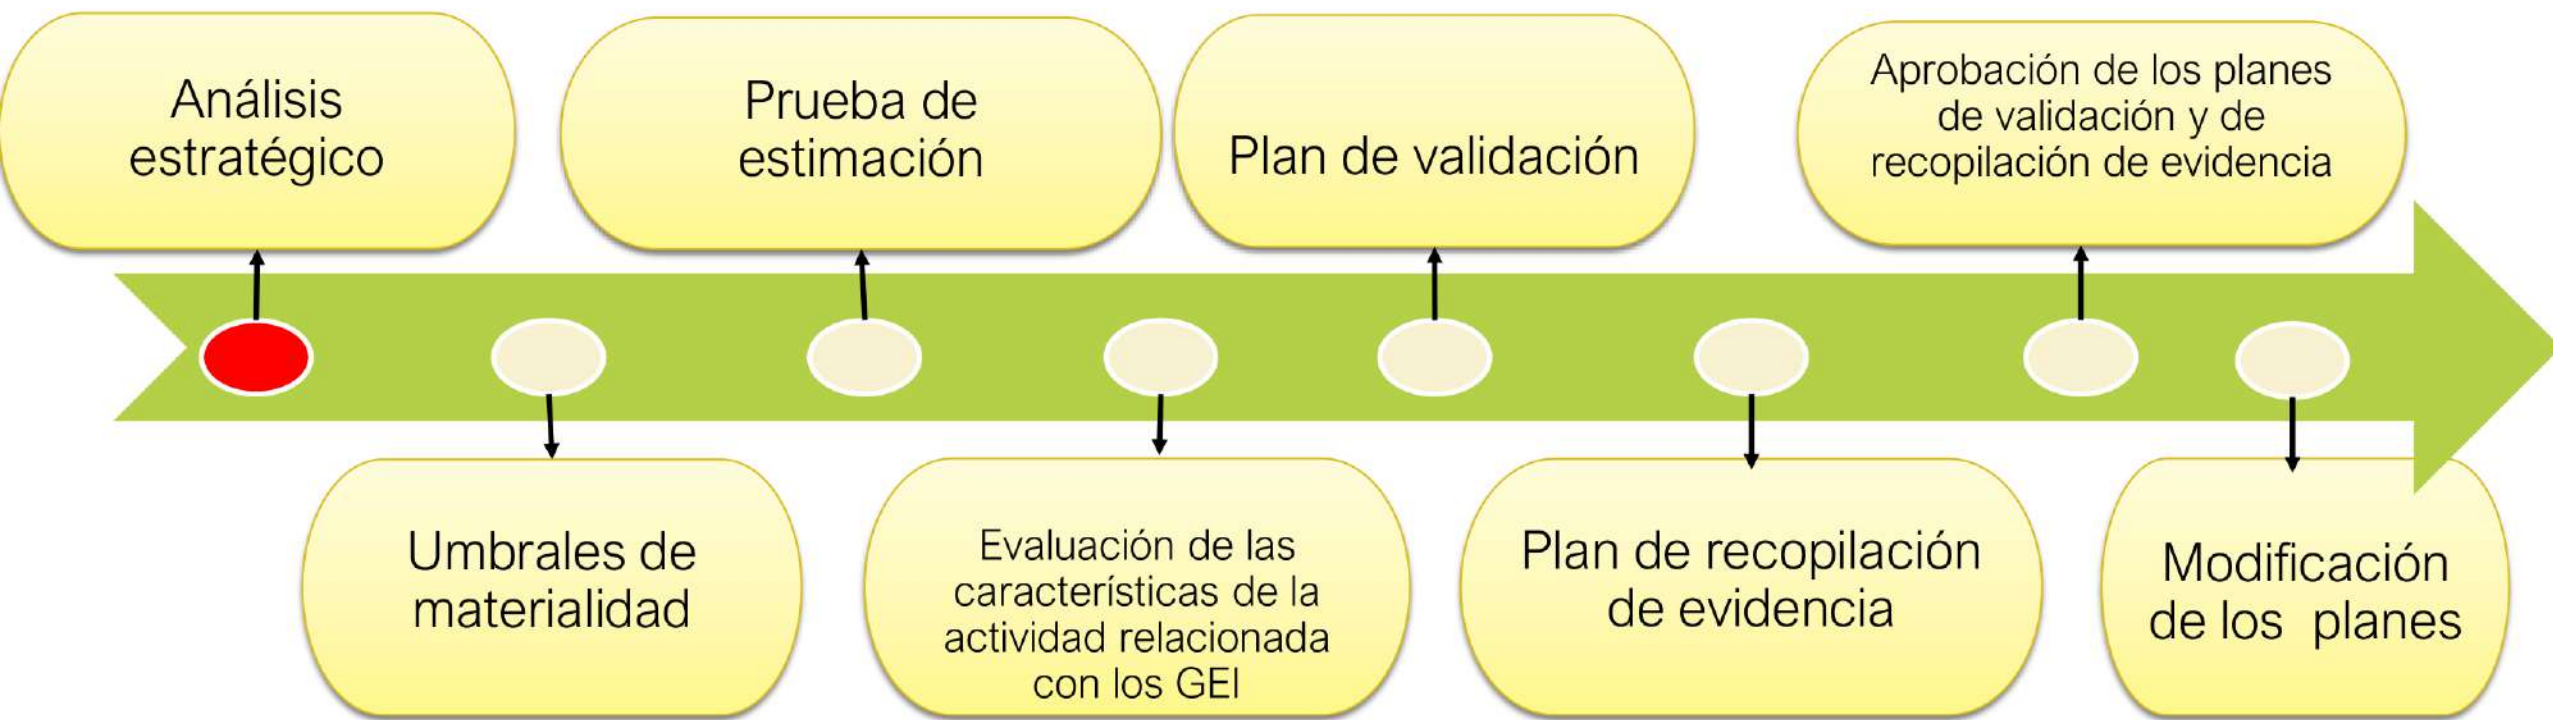 Análisis
estratégico
Umbrales de
materialidad
Prueba de
estimación
Evaluación de las
características de la
actividad relacionada
con los GEI
Plan de validación
Plan de recopilación
de evidencia
Aprobación de los planes
de validación y de
recopilación de evidencia
Modificación
de los planes